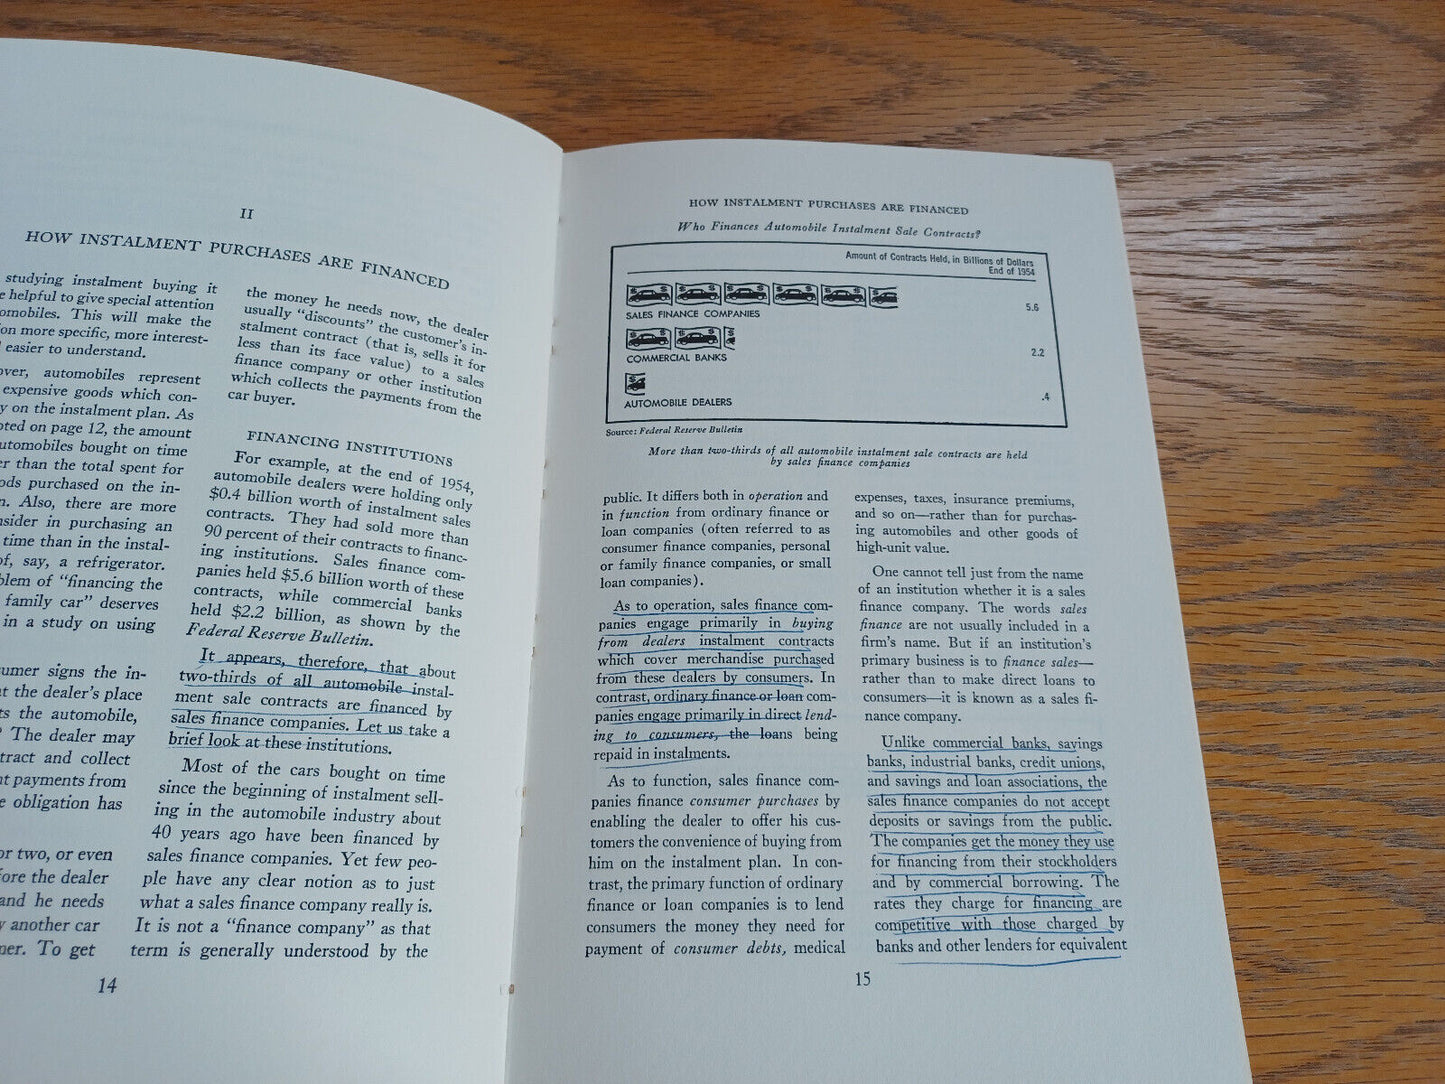 II
HOW INSTALMENT PURCHASES ARE FINANCED
studying instalment buying it
helpful to give special attention
This will make the
more specific, more interest-
easier to understand.
automobiles represent
expensive goods which con-
on the instalment plan. As
on page 12, the amount
bought on time
than the total spent for
purchased on the in-
Also, there are more
in purchasing an
time than in the instal-
say, a refrigerator.
of “financing the
family car” deserves
in a study on using
signs the in-
at the dealer's place
the automobile,
The dealer may
and collect
payments from
obligation has
or two, or even
the dealer
and he needs
another car
To get
the money he needs now, the dealer
usually “discounts” the customer's in-
stalment contract (that is, sells it for
less than its face value) to a sales
finance company or other institution
which collects the payments from the
car buyer.
FINANCING INSTITUTIONS
For example, at the end of 1954,
automobile dealers were holding only
$0.4 billion worth of instalment sales
contracts. They had sold more than
90 percent of their contracts to financ-
ing institutions. Sales finance com-
panies held $5.6 billion worth of these
contracts, while commercial banks
held $2.2 billion, as shown by the
Federal Reserve Bulletin.
It appears, therefore, that about
two-thirds of all automobile instal-
ment sale contracts are financed by
sales finance companies. Let us take a
brief look at these institutions.
Most of the cars bought on time
since the beginning of instalment sell-
ing in the automobile industry about
40 years ago have been financed by
sales finance companies. Yet few peo-
ple have any clear notion as to just
what a sales finance company really is.
It is not a “finance company” as that
term is generally understood by the
14
HOW INSTALMENT PURCHASES ARE FINANCED
Who Finances Automobile Instalment Sale Contracts?
Amount of Contracts Held, in Billions of Dollars
End of 1954
5.6
SALES FINANCE COMPANIES
2.2
COMMERCIAL BANKS
.4
AUTOMOBILE DEALERS
Source: Federal Reserve Bulletin
More than two-thirds of all automobile instalment sale contracts are held
by sales finance companies
public. It differs both in operation and
in function from ordinary finance or
loan companies (often referred to as
consumer finance companies, personal
or family finance companies, or small
loan companies).
As to operation, sales finance com-
panies engage primarily in buying
from dealers instalment contracts
which cover merchandise purchased
from these dealers by consumers. In
contrast, ordinary finance or loan com-
panies engage primarily in direct lend-
ing to consumers, the loans being
repaid in instalments.
As to function, sales finance com-
panies finance consumer purchases by
enabling the dealer to offer his cus-
tomers the convenience of buying from
him on the instalment plan. In con-
trast, the primary function of ordinary
finance or loan companies is to lend
consumers the money they need for
payment of consumer debts, medical
expenses, taxes, insurance premiums,
and so on—rather than for purchas-
ing automobiles and other goods of
high-unit value.
One cannot tell just from the name
of an institution whether it is a sales
finance company. The words sales
finance are not usually included in a
firm's name. But if an institution's
primary business is to finance sales—
rather than to make direct loans to
consumers—it is known as a sales fi-
nance company.
Unlike commercial banks, savings
banks, industrial banks, credit unions,
and savings and loan associations, the
sales finance companies do not accept
deposits or savings from the public.
The companies get the money they use
for financing from their stockholders
and by commercial borrowing. The
rates they charge for financing are
competitive with those charged by
banks and other lenders for equivalent
15